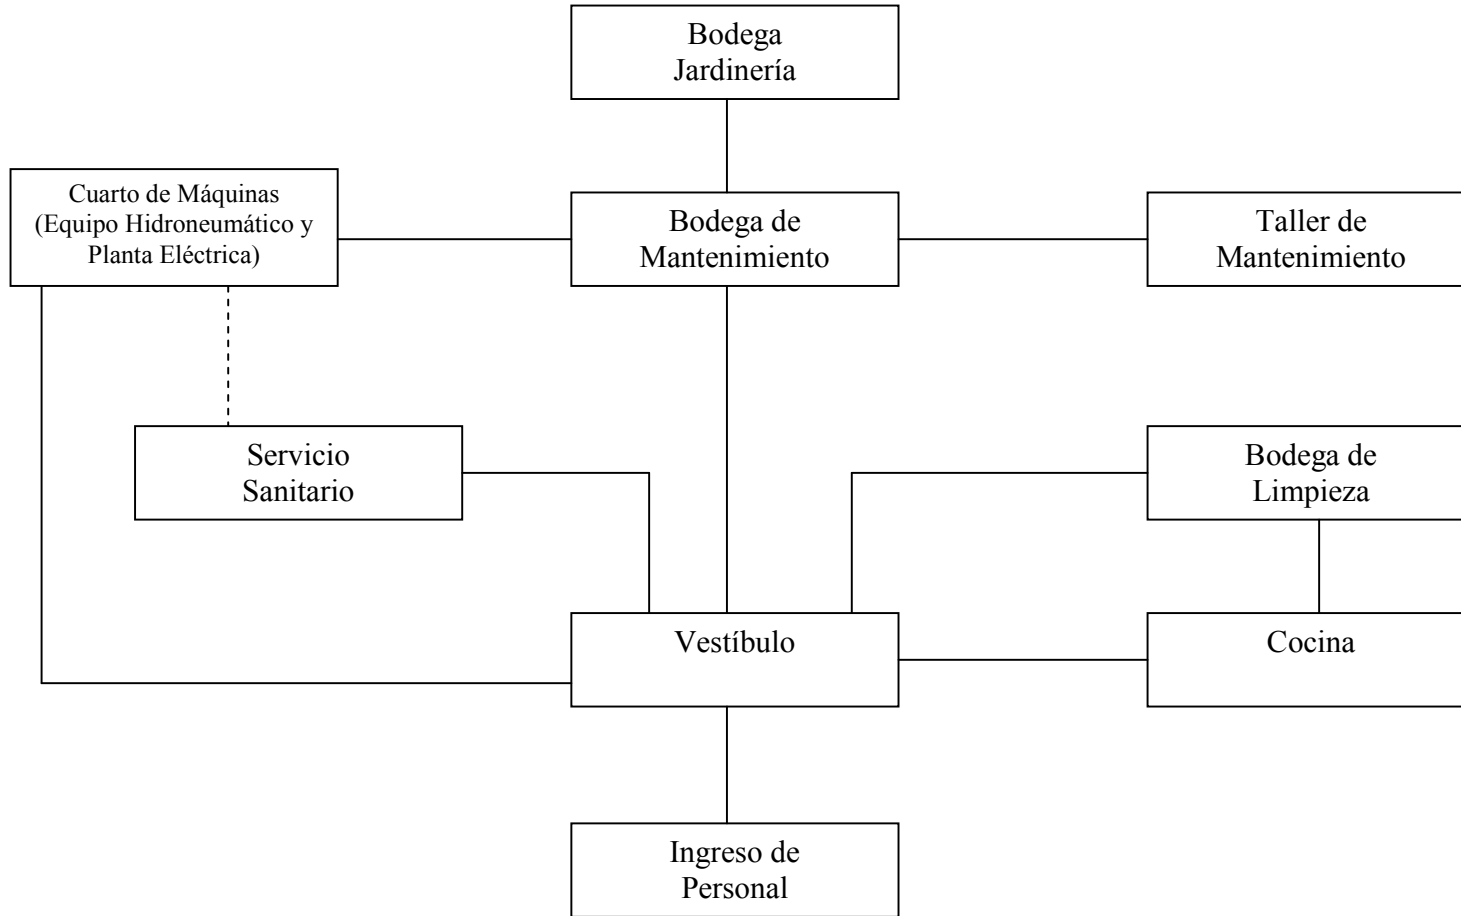 Bodega
Jardinería
Cuarto de Máquinas
(Equipo Hidroneumático y
Planta Eléctrica)
Bodega de
Mantenimiento
Taller de
Mantenimiento
Servicio
Sanitario
Bodega de
Limpieza
Vestíbulo
Cocina
Ingreso de
Personal